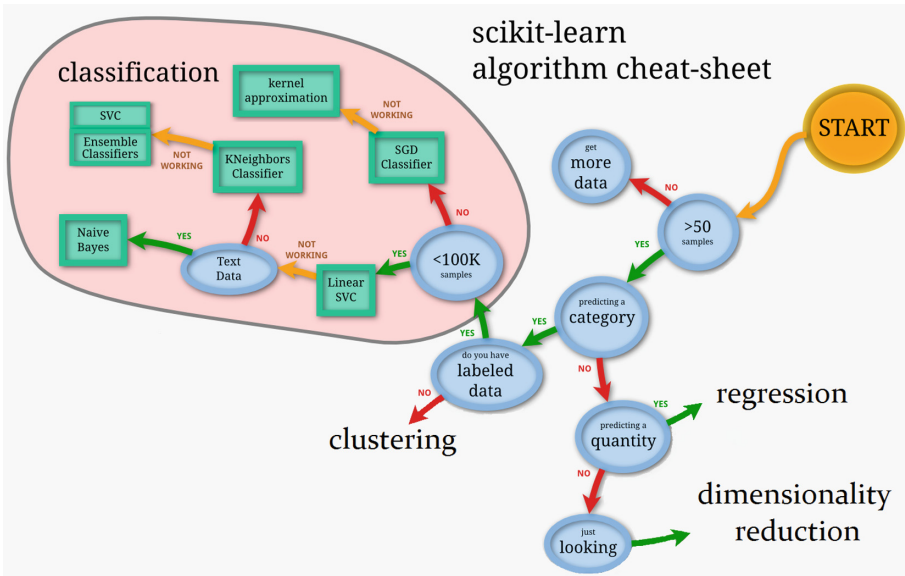 scikit-learn
algorithm cheat-sheet
classification
kernel
approximation
NOT
WORKING
SVC
Ensemble
Classifiers
NOT
WORKING
KNeighbors
Classifier
SGD
Classifier
START
get
more
data
NO
>50
samples
YES
NO
NO
Naive
Bayes
YES
Text
Data
NOT
WORKING
Linear
SVC
YES
<100K
samples
predicting a
category
YES
YES
do you have
labeled
data
NO
clustering
NO
predicting a
quantity
YES
regression
NO
just
looking
dimensionality
reduction